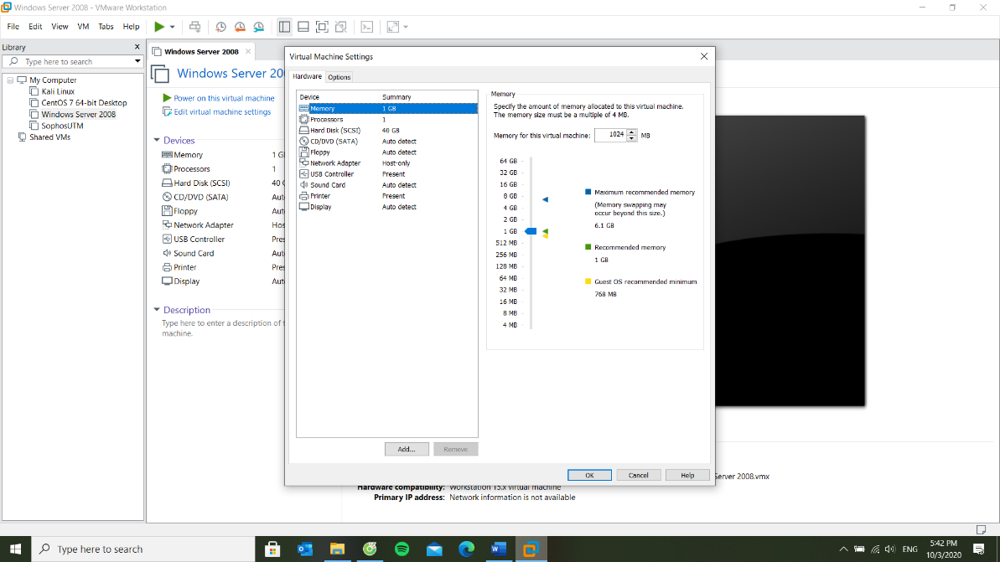 Windows Server 2008 - VMware Workstation
File Edit View VM Tabs Help
Library
Type here to search
My Computer
Kali Linux
CentOS 7 64-bit Desktop
Windows Server 2008
SophosUTM
Shared VMs
Windows Server 2008
Windows Server 20
Power on this virtual machine
Edit virtual machine settings
Devices
Memory 1 G
Processors 1
Hard Disk (SCSI) 40
CD/DVD (SATA) Aut
Floppy Aut
Network Adapter Hos
USB Controller Pre
Sound Card Aut
Printer Pre
Display Aut
Description
Type here to enter a description of t
machine.
Virtual Machine Settings
Hardware Options
Device Summary
Memory 1 GB
Processors 1
Hard Disk (SCSI) 40 GB
CD/DVD (SATA) Auto detect
Floppy Auto detect
Network Adapter Host-only
USB Controller Present
Sound Card Auto detect
Printer Present
Display Auto detect
Add... Remove
Memory
Specify the amount of memory allocated to this virtual machine.
The memory size must be a multiple of 4 MB.
Memory for this virtual machine: 1024 MB
64 GB
32 GB
16 GB
8 GB
4 GB
2 GB
1 GB
512 MB
256 MB
128 MB
64 MB
32 MB
16 MB
8 MB
4 MB
Maximum recommended memory
(Memory swapping may
occur beyond this size.)
6.1 GB
Recommended memory
1 GB
Guest OS recommended minimum
768 MB
OK Cancel Help
Server 2008.vmx
Hardware compatibility: Workstation 15.x virtual machine
Primary IP address: Network information is not available
Type here to search
ENG
5:42 PM
10/3/2020